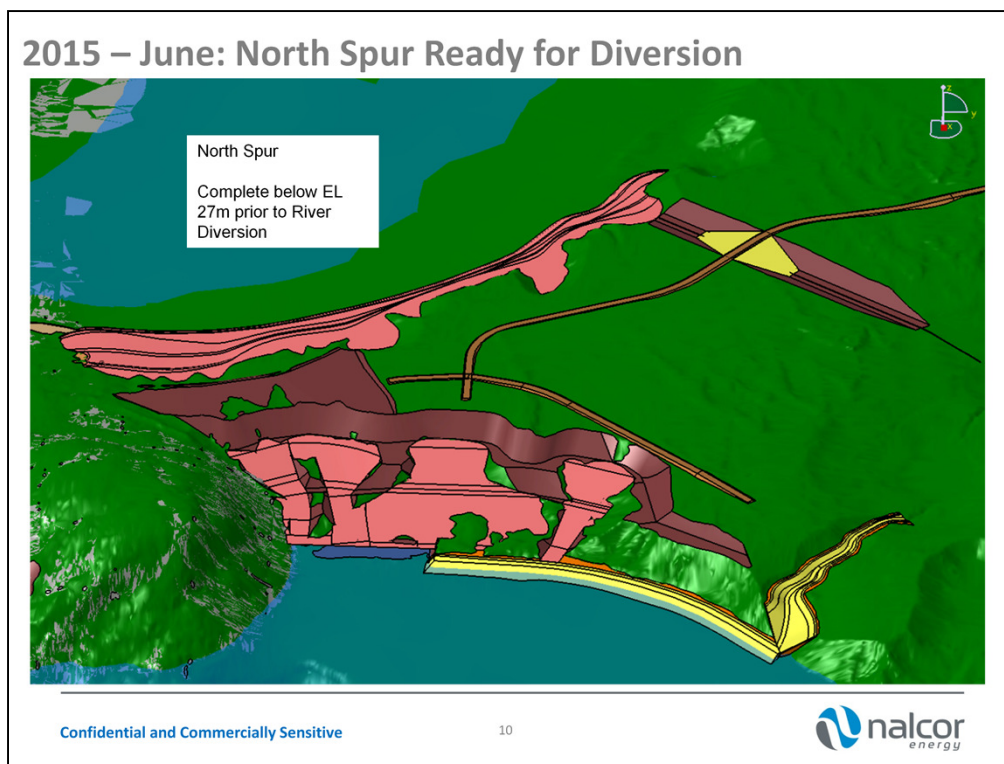 2015 – June: North Spur Ready for Diversion
North Spur
Complete below EL
27m prior to River
Diversion
z
y
x
Confidential and Commercially Sensitive
10
nalcor
energy